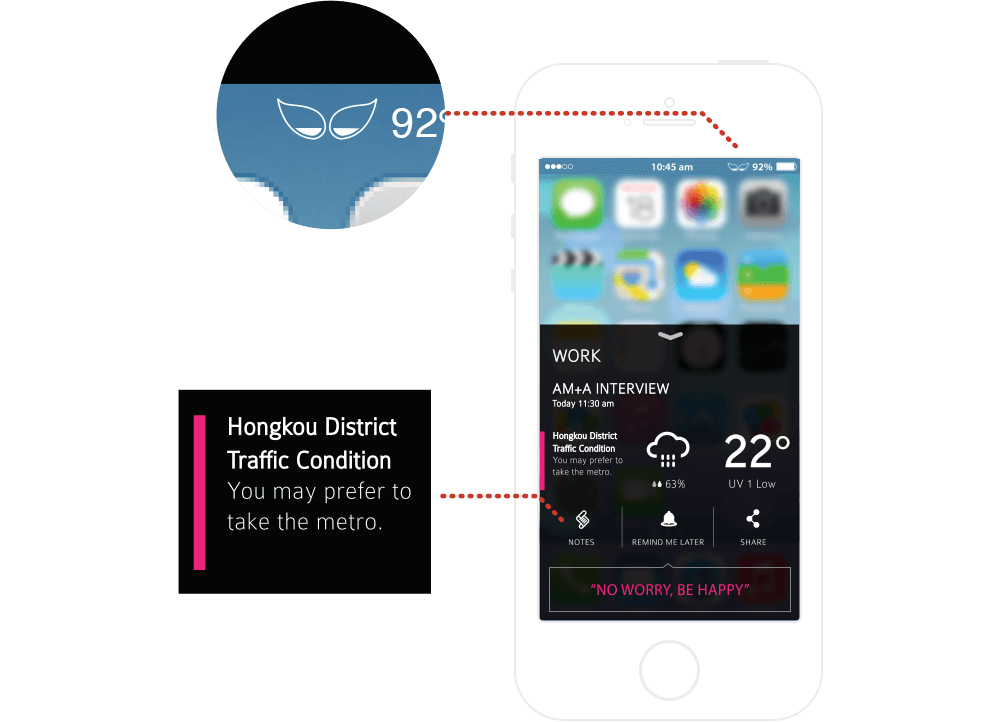 92°
10:45 am
92%
18
WORK
AM+A INTERVIEW
Today 11:30 am
Hongkou District
Traffic Condition
You may prefer to
take the metro.
63%
22°
UV 1 Low
NOTES
REMIND ME LATER
SHARE
“NO WORRY, BE HAPPY”
Hongkou District
Traffic Condition
You may prefer to
take the metro.